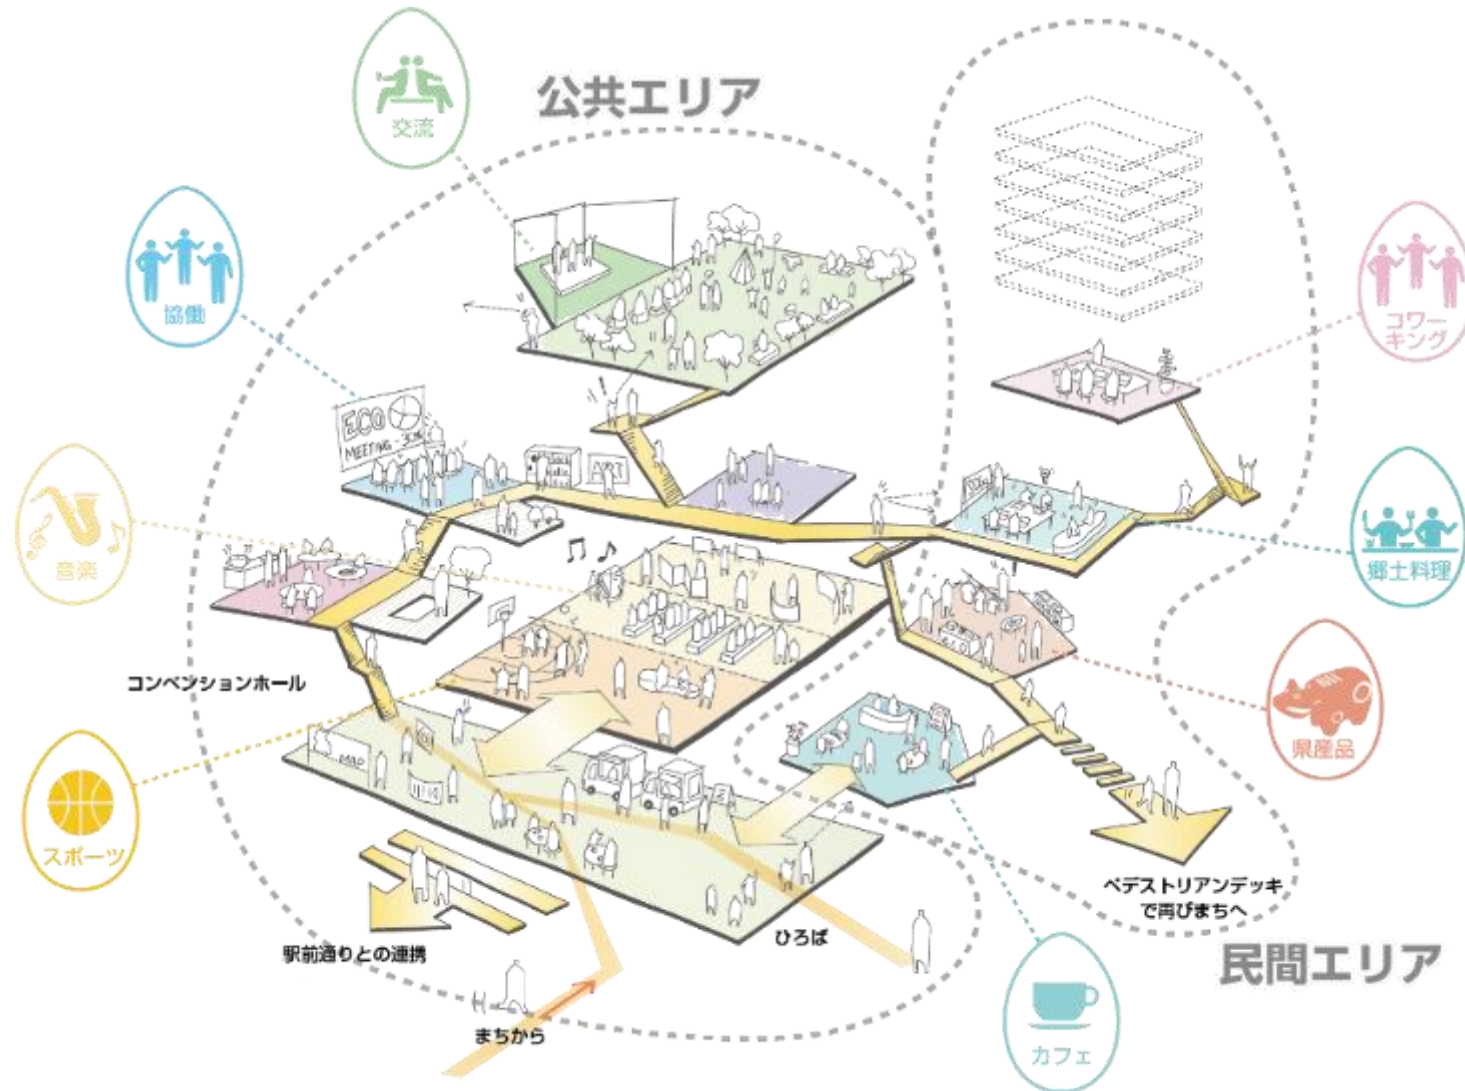 公共エリア
交流
協働
ECO
MEETING
コワー
キング
ART
音楽
郷土料理
県産品
コンベンションホール
MAP
スポーツ
ペデストリアンデッキ
で再びまちへ
ひろば
駅前通りとの連携
民間エリア
まちから
カフェ